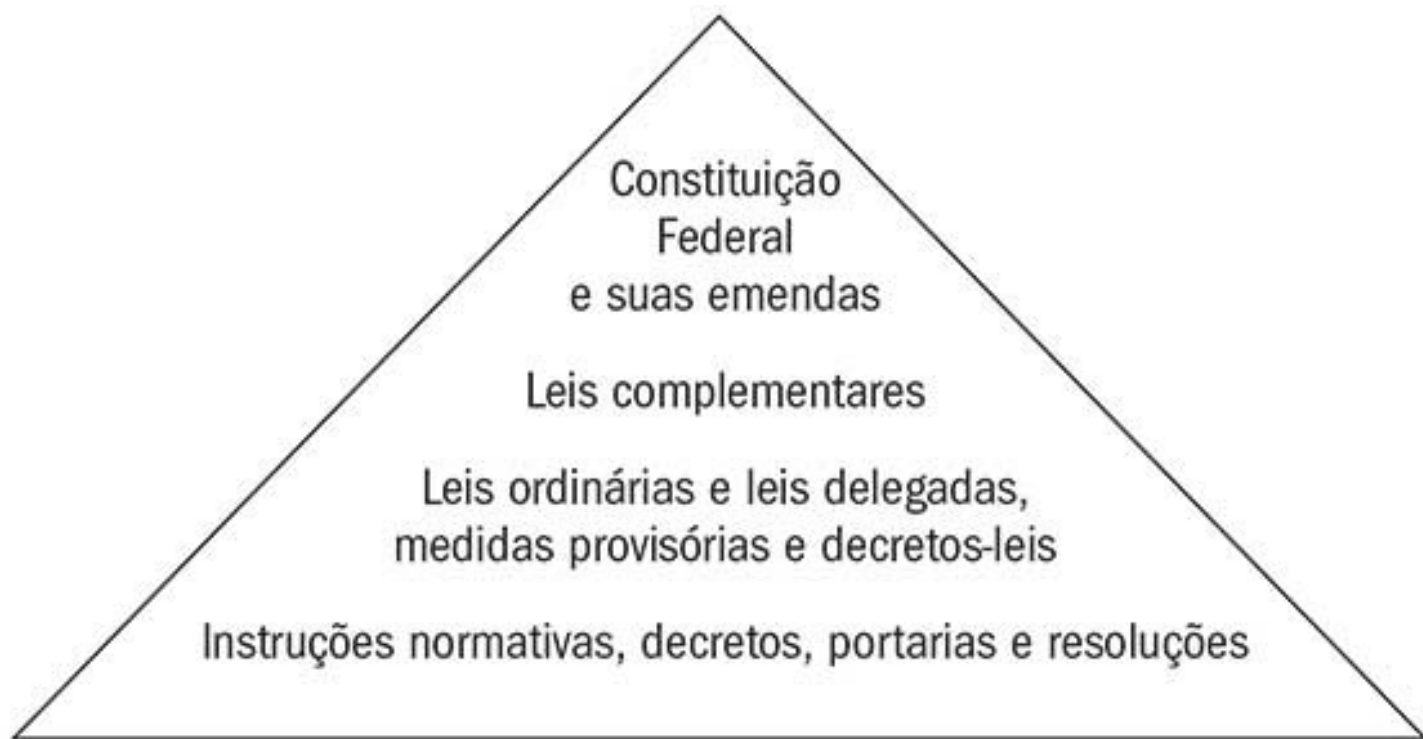 Constituição
Federal
e suas emendas
Leis complementares
Leis ordinárias e leis delegadas,
medidas provisórias e decretos-leis
Instruções normativas, decretos, portarias e resoluções